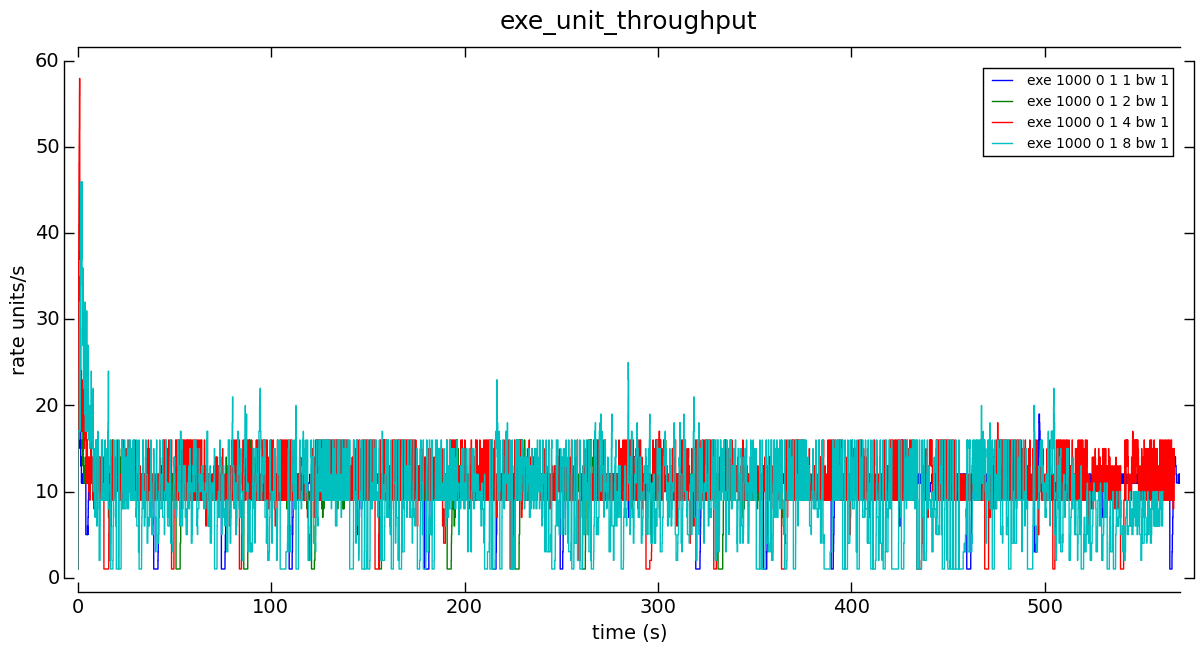 exe_unit_throughput
60
50
40
30
20
10
0
rate units/s
exe 1000 0 1 1 bw 1
exe 1000 0 1 2 bw 1
exe 1000 0 1 4 bw 1
exe 1000 0 1 8 bw 1
0 100 200 300 400 500
time (s)